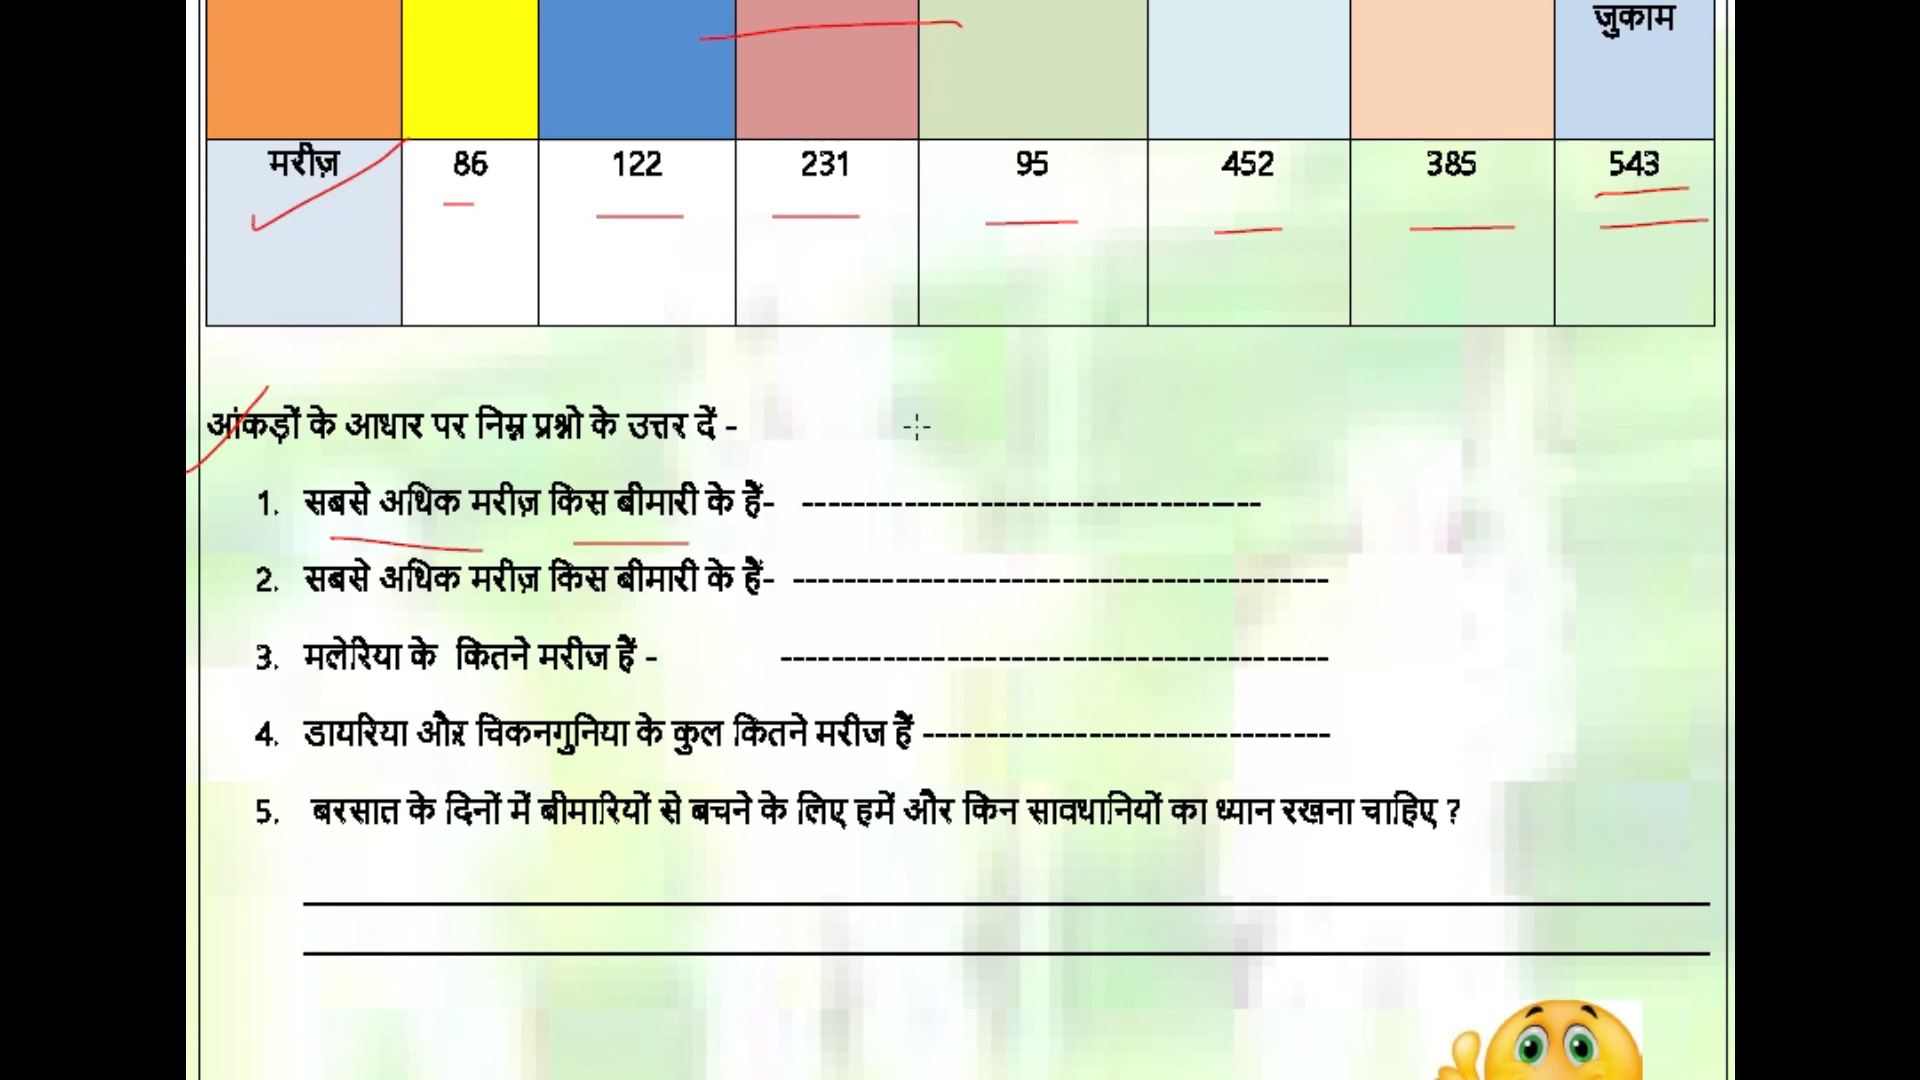 जुकाम
मरीज़ 86 122 231 95 452 385 543
आंकड़ों के आधार पर निम्न प्रश्नो के उत्तर दें -
1. सबसे अधिक मरीज़ किस बीमारी के हैं- ------------------------------------
2. सबसे अधिक मरीज़ किस बीमारी के हैं- ------------------------------------------
3. मलेरिया के कितने मरीज हैं - -------------------------------------------
4. डायरिया और चिकनगुनिया के कुल कितने मरीज हैं --------------------------------
5. बरसात के दिनों में बीमारियों से बचने के लिए हमें और किन सावधानियों का ध्यान रखना चाहिए ?